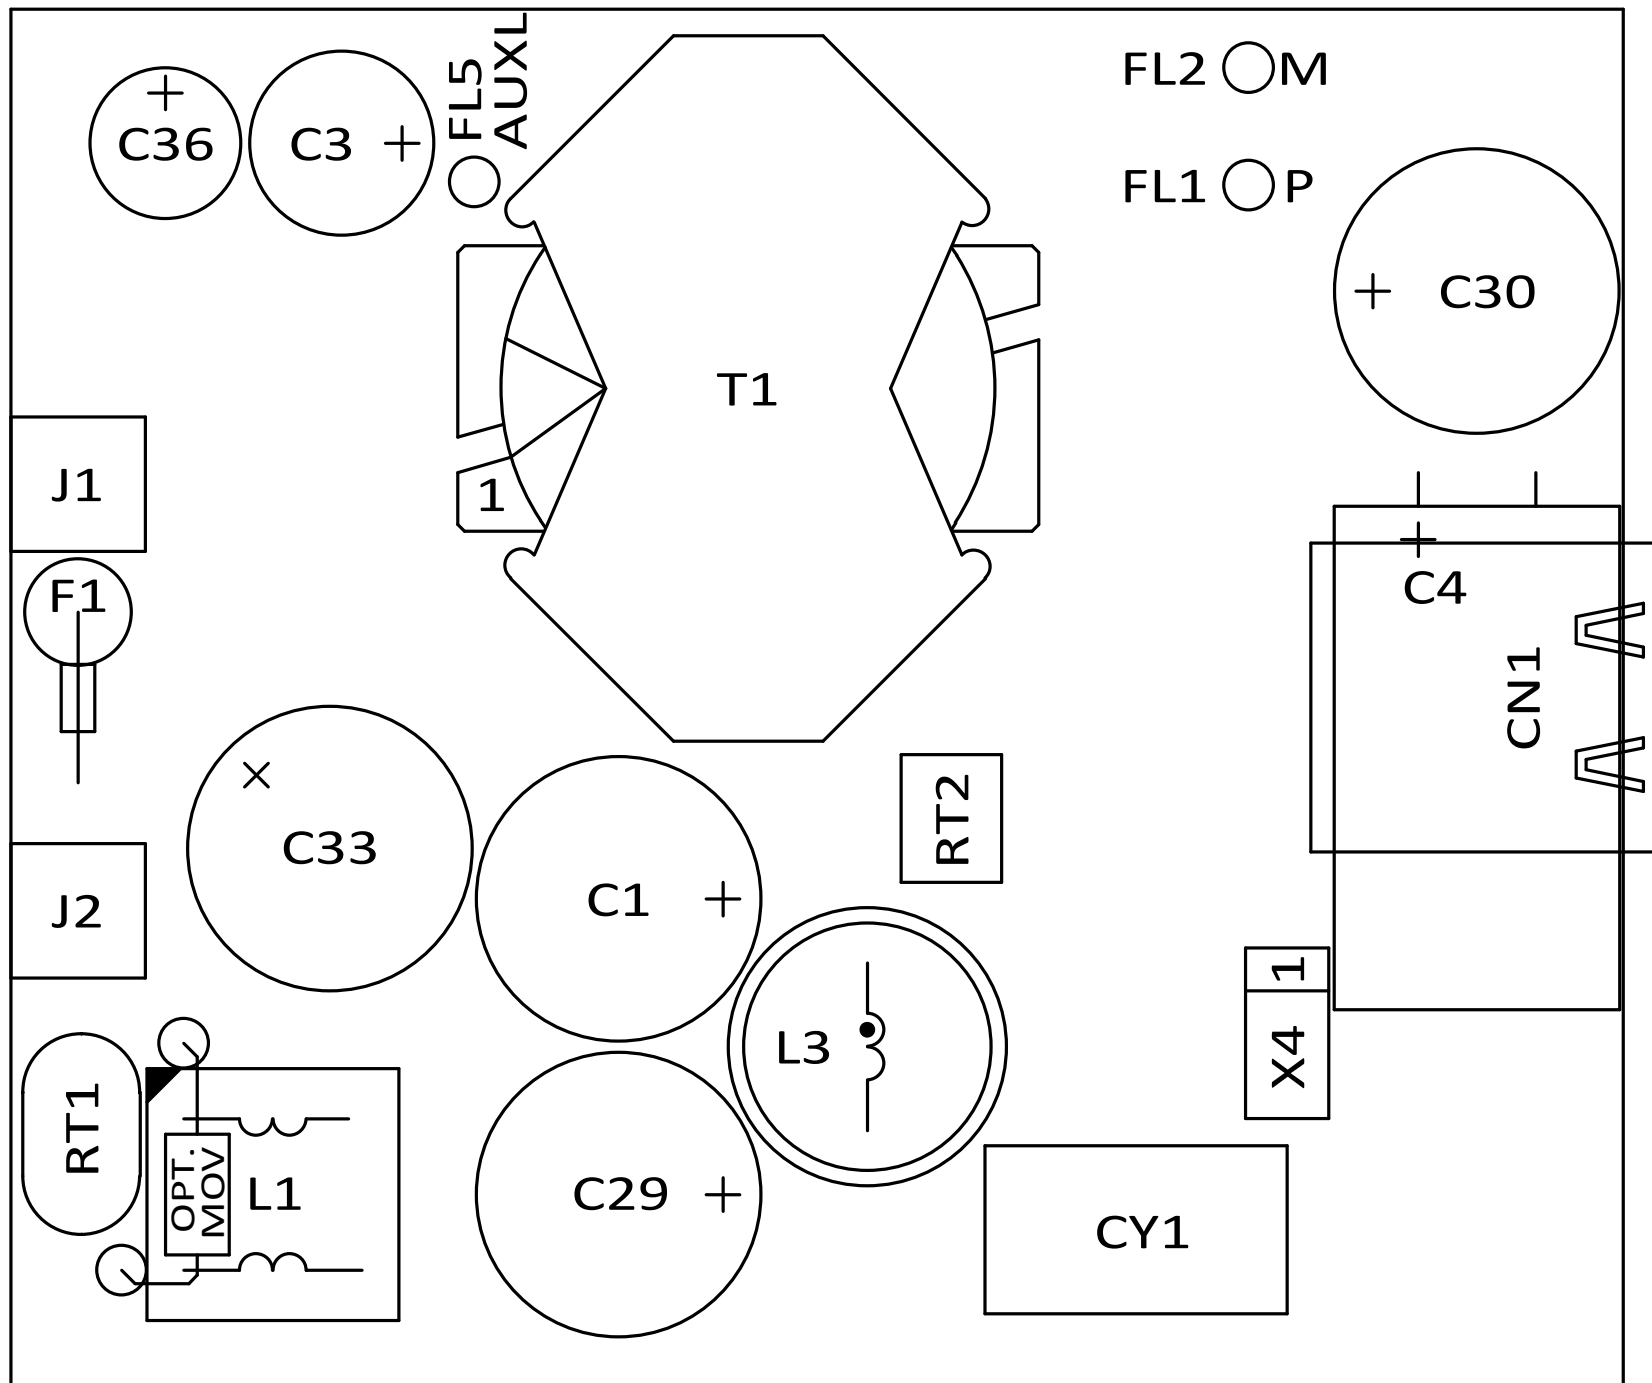 FL5
AUXL
FL2 M
C36
C3
FL1 P
C30
T1
J1
1
F1
C4
CN1
RT2
C33
C1
J2
1
L3
X4
RT1
OPT.
MOV
L1
C29
CY1